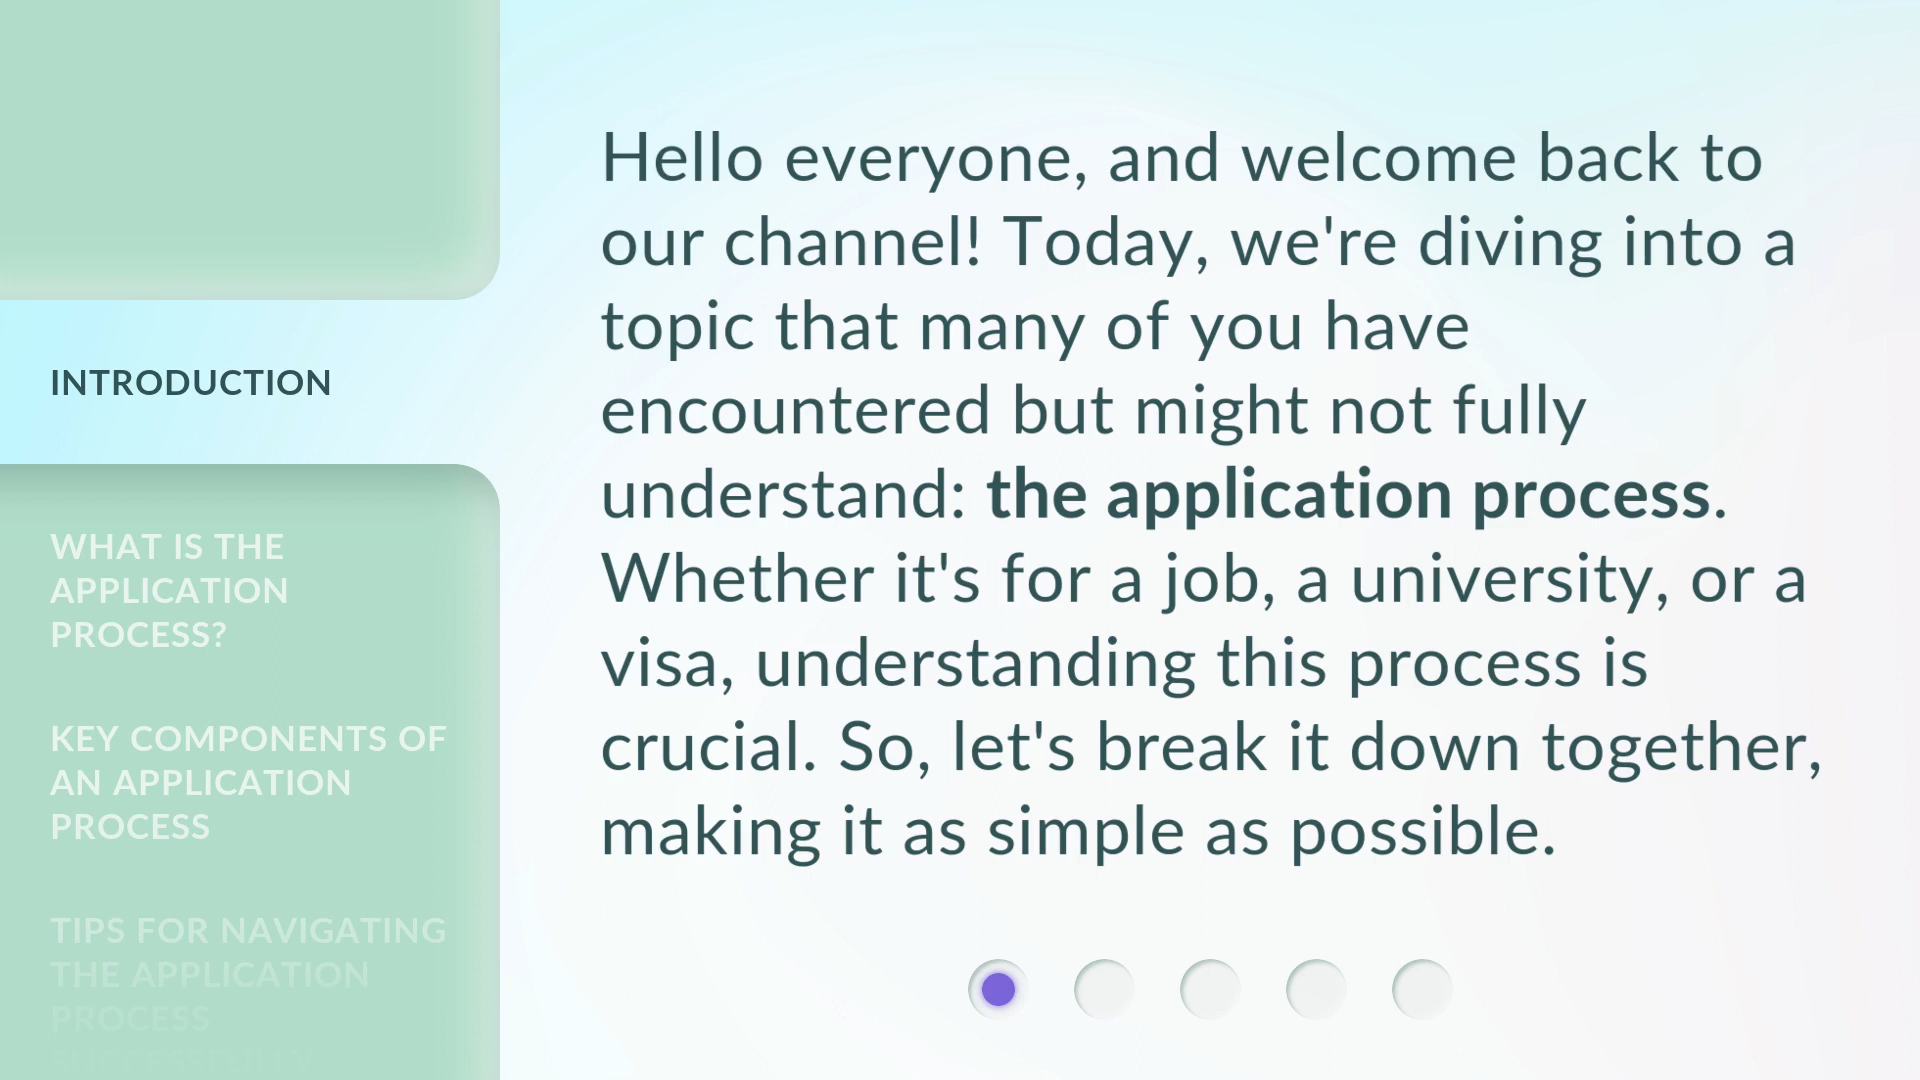 INTRODUCTION
WHAT IS THE
APPLICATION
PROCESS?
KEY COMPONENTS OF
AN APPLICATION
PROCESS
TIPS FOR NAVIGATING
THE APPLICATION
PROCESS
SUCCESSFULLY
Hello everyone, and welcome back to
our channel! Today, we're diving into a
topic that many of you have
encountered but might not fully
understand: the application process.
Whether it's for a job, a university, or a
visa, understanding this process is
crucial. So, let's break it down together,
making it as simple as possible.